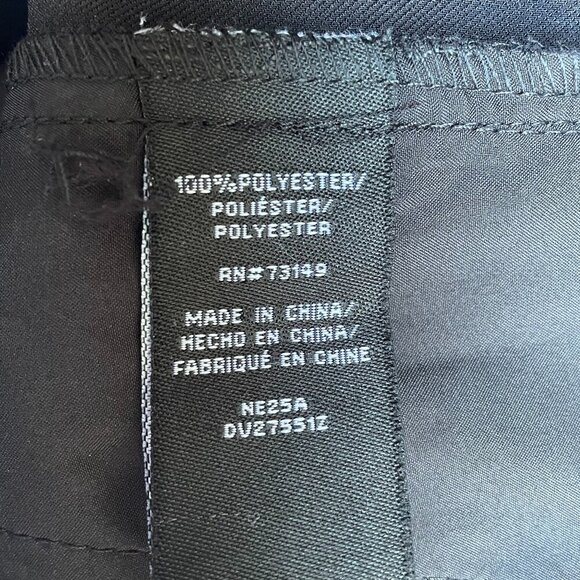 100%POLYESTER/
POLIÉSTER/
POLYESTER
RN#73149
MADE IN CHINA/
HECHO EN CHINA/
FABRIQUÉ EN CHINE
NE25A
DV27551Z